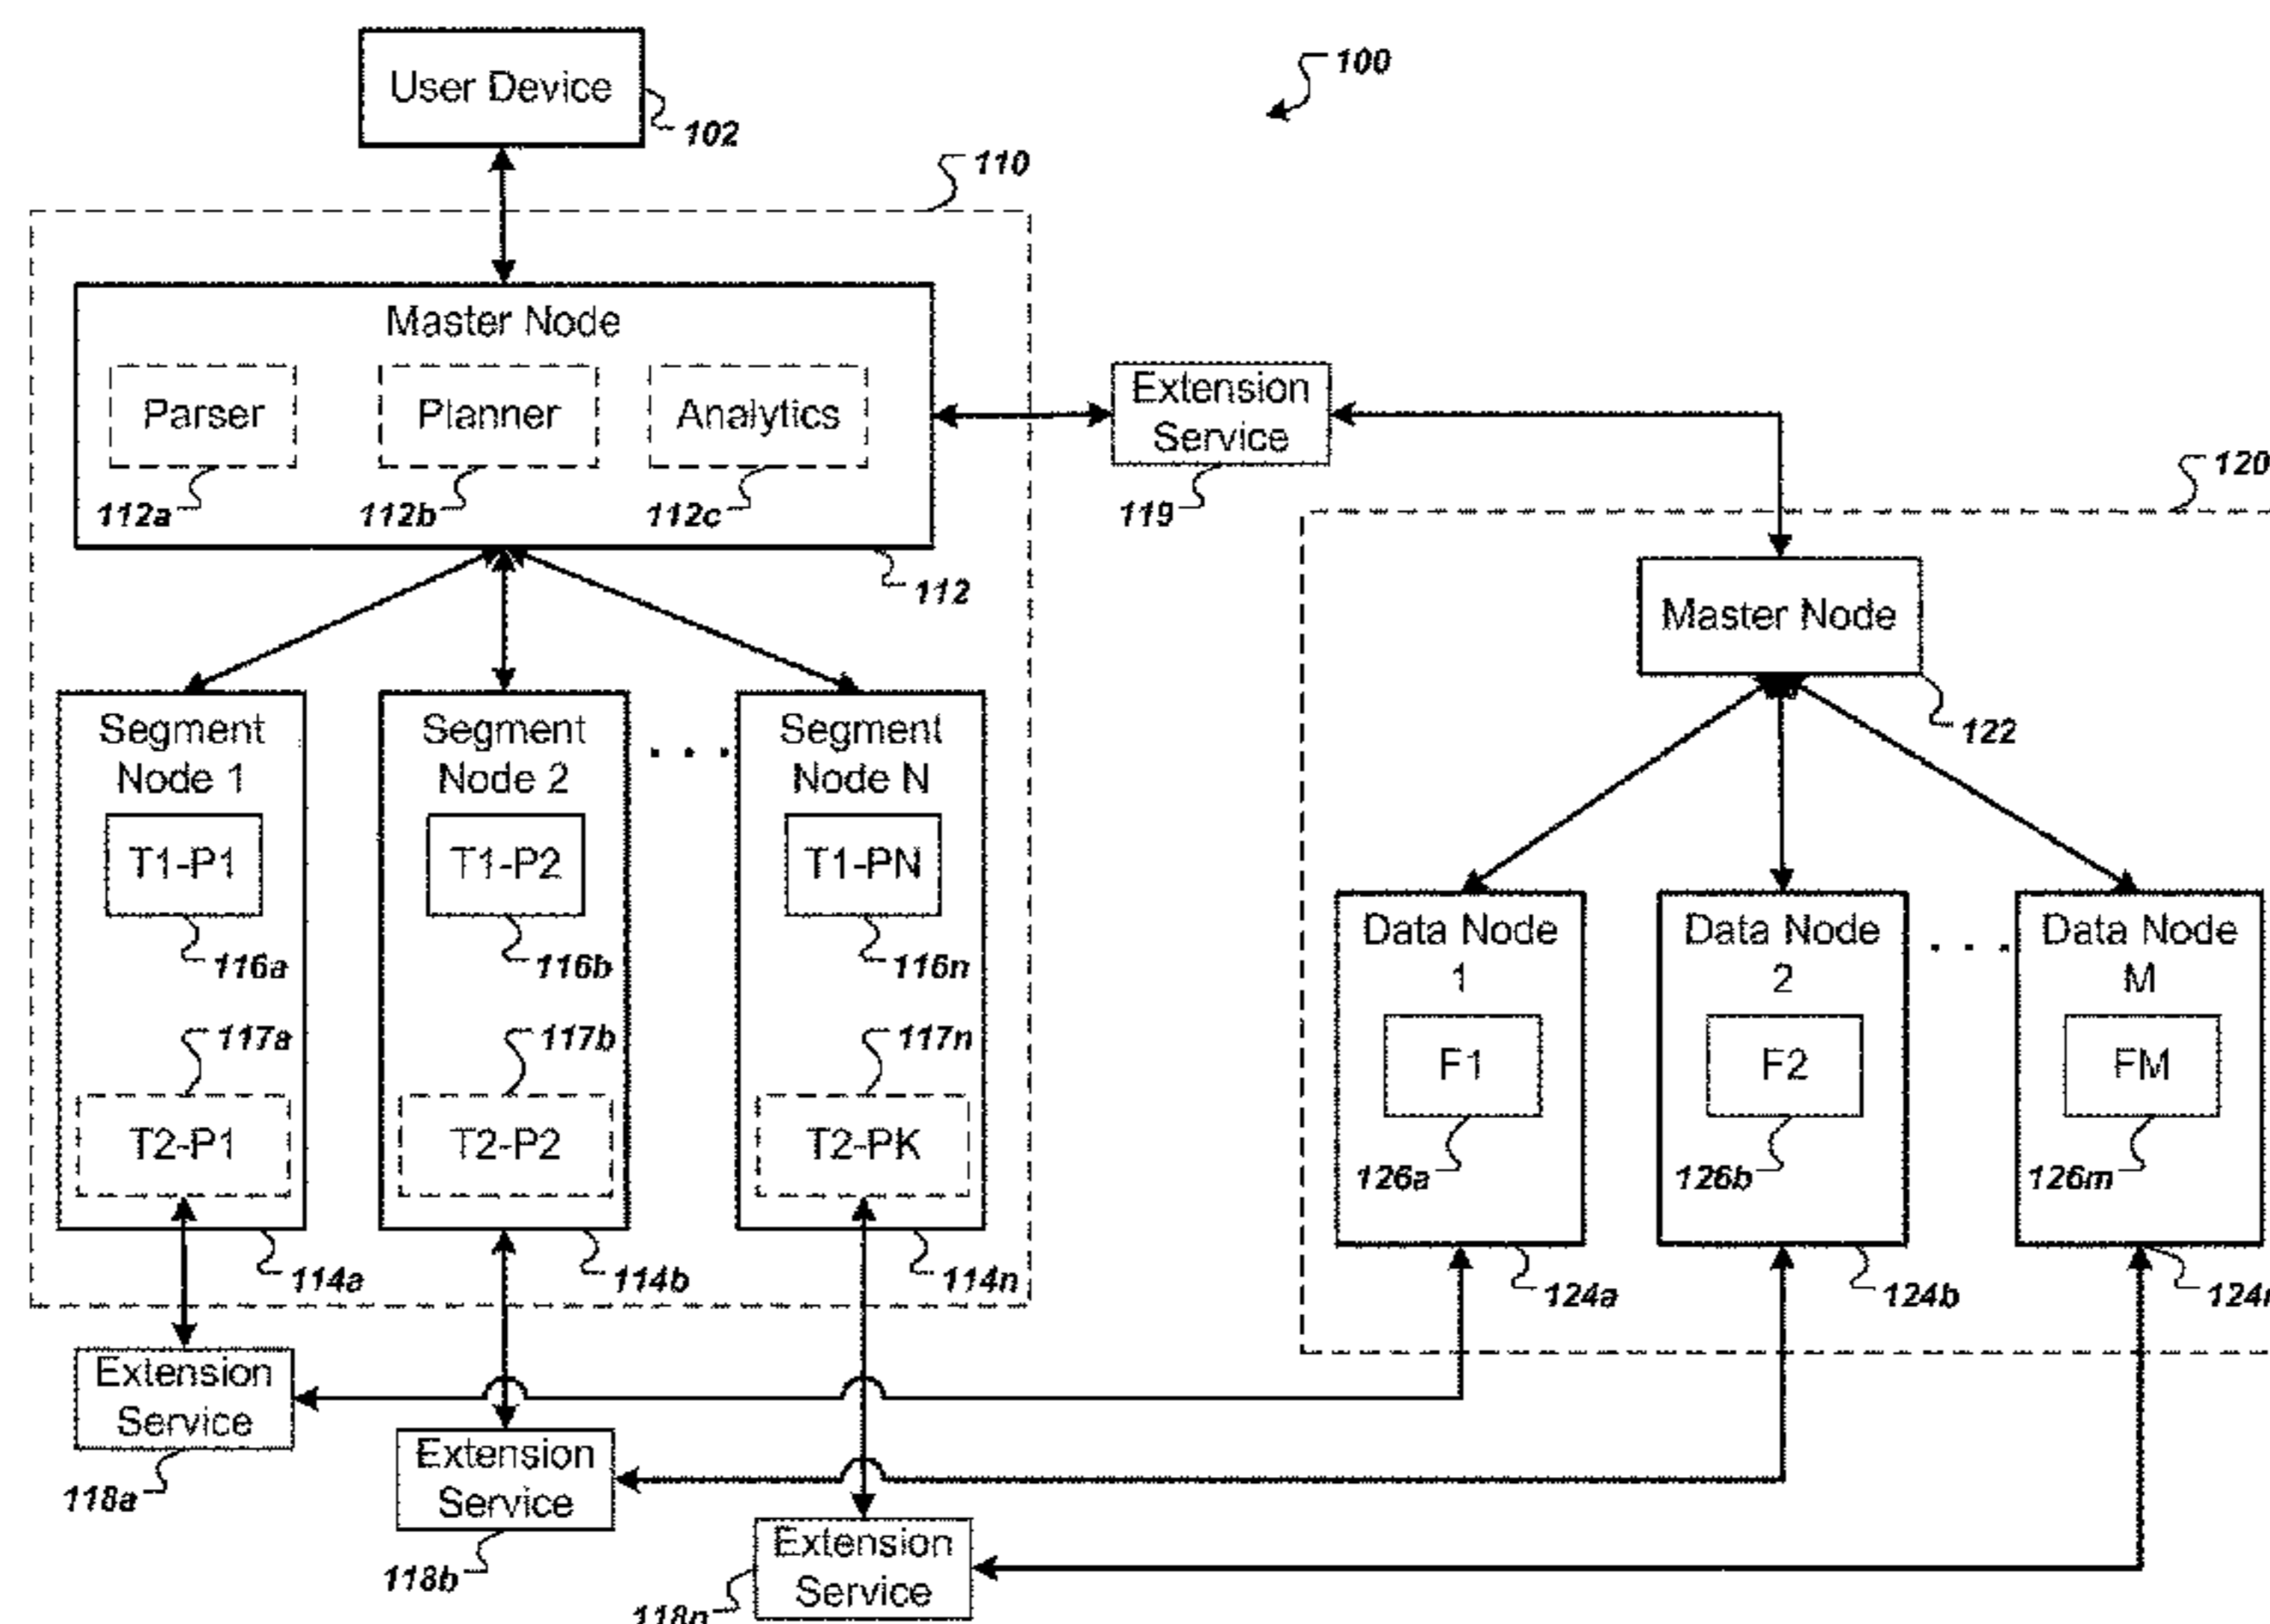 User Device
102
100
110
Master Node
Parser
Planner
Analytics
112a
112b
112c
112
Extension
Service
119
120
Master Node
122
Segment
Node 1
T1-P1
116a
117a
T2-P1
114a
Segment
Node 2
T1-P2
116b
117b
T2-P2
114b
. . .
Segment
Node N
T1-PN
116n
117n
T2-PK
114n
Data Node
1
F1
126a
124a
Data Node
2
F2
126b
124b
. . .
Data Node
M
FM
126m
Extension
Service
118a
Extension
Service
118b
Extension
Service
118n